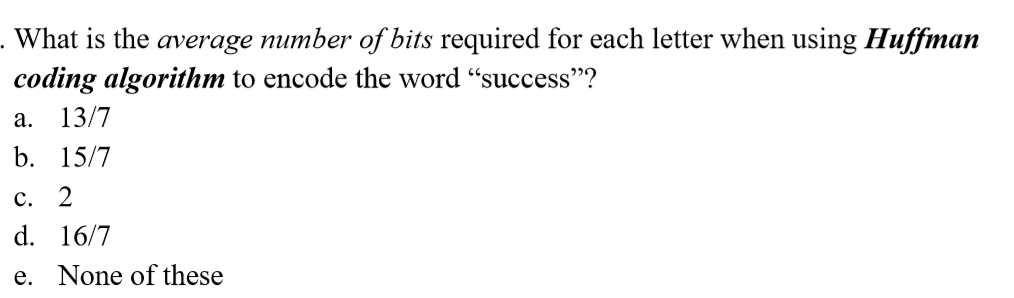 . What is the average number of bits required for each letter when using Huffman
coding algorithm to encode the word “success”?
a. 13/7
b. 15/7
c. 2
d. 16/7
e. None of these